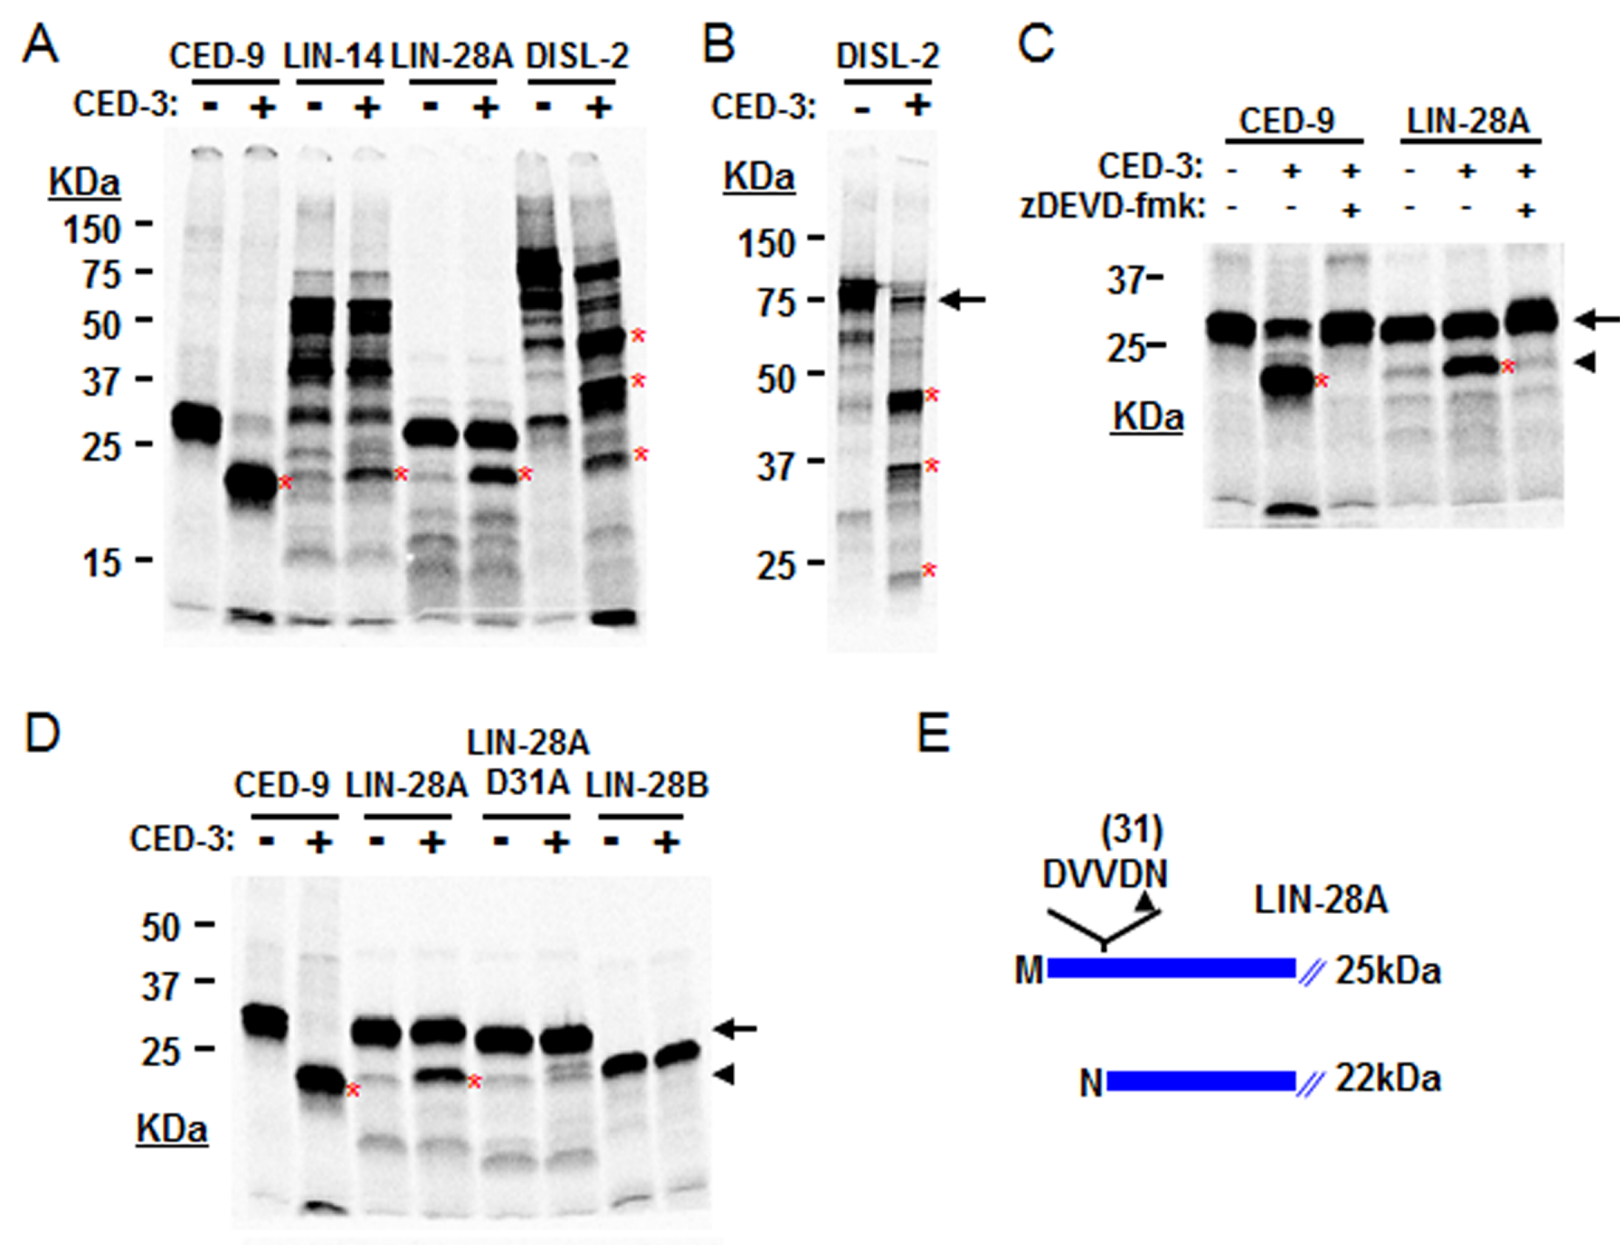 A
CED-9 LIN-14 LIN-28A DISL-2
CED-3: - + - + - + - +
KDa
150
75
50
37
25
15
* * * * *
B
DISL-2
CED-3: - +
KDa
150
75
50
37
25
* * *
C
CED-9 LIN-28A
CED-3: - + + - + +
zDEVD-fmk: - - + - - +
37
25
KDa
* *
D
LIN-28A
CED-9 LIN-28A D31A LIN-28B
CED-3: - + - + - + - +
50
37
25
KDa
* *
E
(31)
DVVDN
LIN-28A
M // 25kDa
N // 22kDa